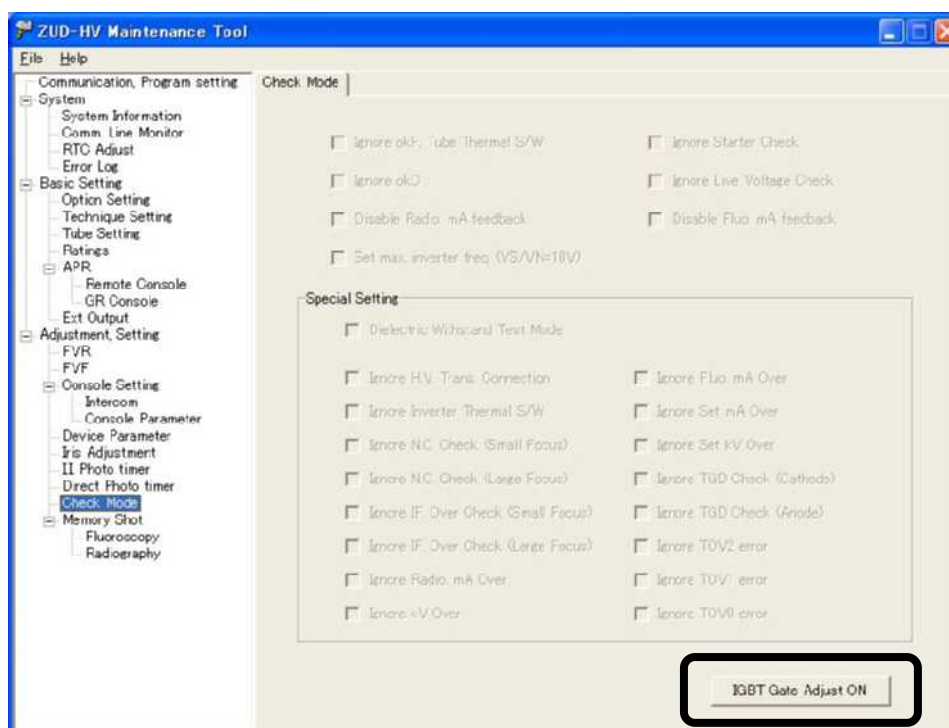 ZUD-HV Maintenance Tool
File Help
Communication, Program setting
System
System Information
Comm. Line Monitor
RTC Adjust
Error Log
Basic Setting
Option Setting
Technique Setting
Tube Setting
Ratings
APR
Remote Console
GR Console
Ext Output
Adjustment, Setting
FVR
FVF
Console Setting
Intercom
Console Parameter
Device Parameter
Iris Adjustment
II Photo timer
Direct Photo timer
Check Mode
Memory Shot
Fluoroscopy
Radiography
Check Mode
Ignore okF, Tube Thermal S/W
Ignore Starter Check
Ignore
Ignore Live Voltage Check
Disable Radio. mA feedback
Disable Fluo. mA feedback
Set max. inverter freq. (VS/VN=10V)
Special Setting
Dielectric Withstand Test Mode
Ignore H.V. Trans. Connection
Ignore Fluo. mA Over
Ignore Inverter Thermal S/W
Ignore Set mA Over
Ignore N.C. Check (Small Focus)
Ignore Set kV Over
Ignore N.C. Check (Large Focus)
Ignore TGD Check (Cathode)
Ignore IF. Over Check (Small Focus)
Ignore TGD Check (Anode)
Ignore IF. Over Check (Large Focus)
Ignore TOV2 error
Ignore Radio. mA Over
Ignore TOV1 error
Ignore kV Over
Ignore TOV0 error
IGBT Gate Adjust ON